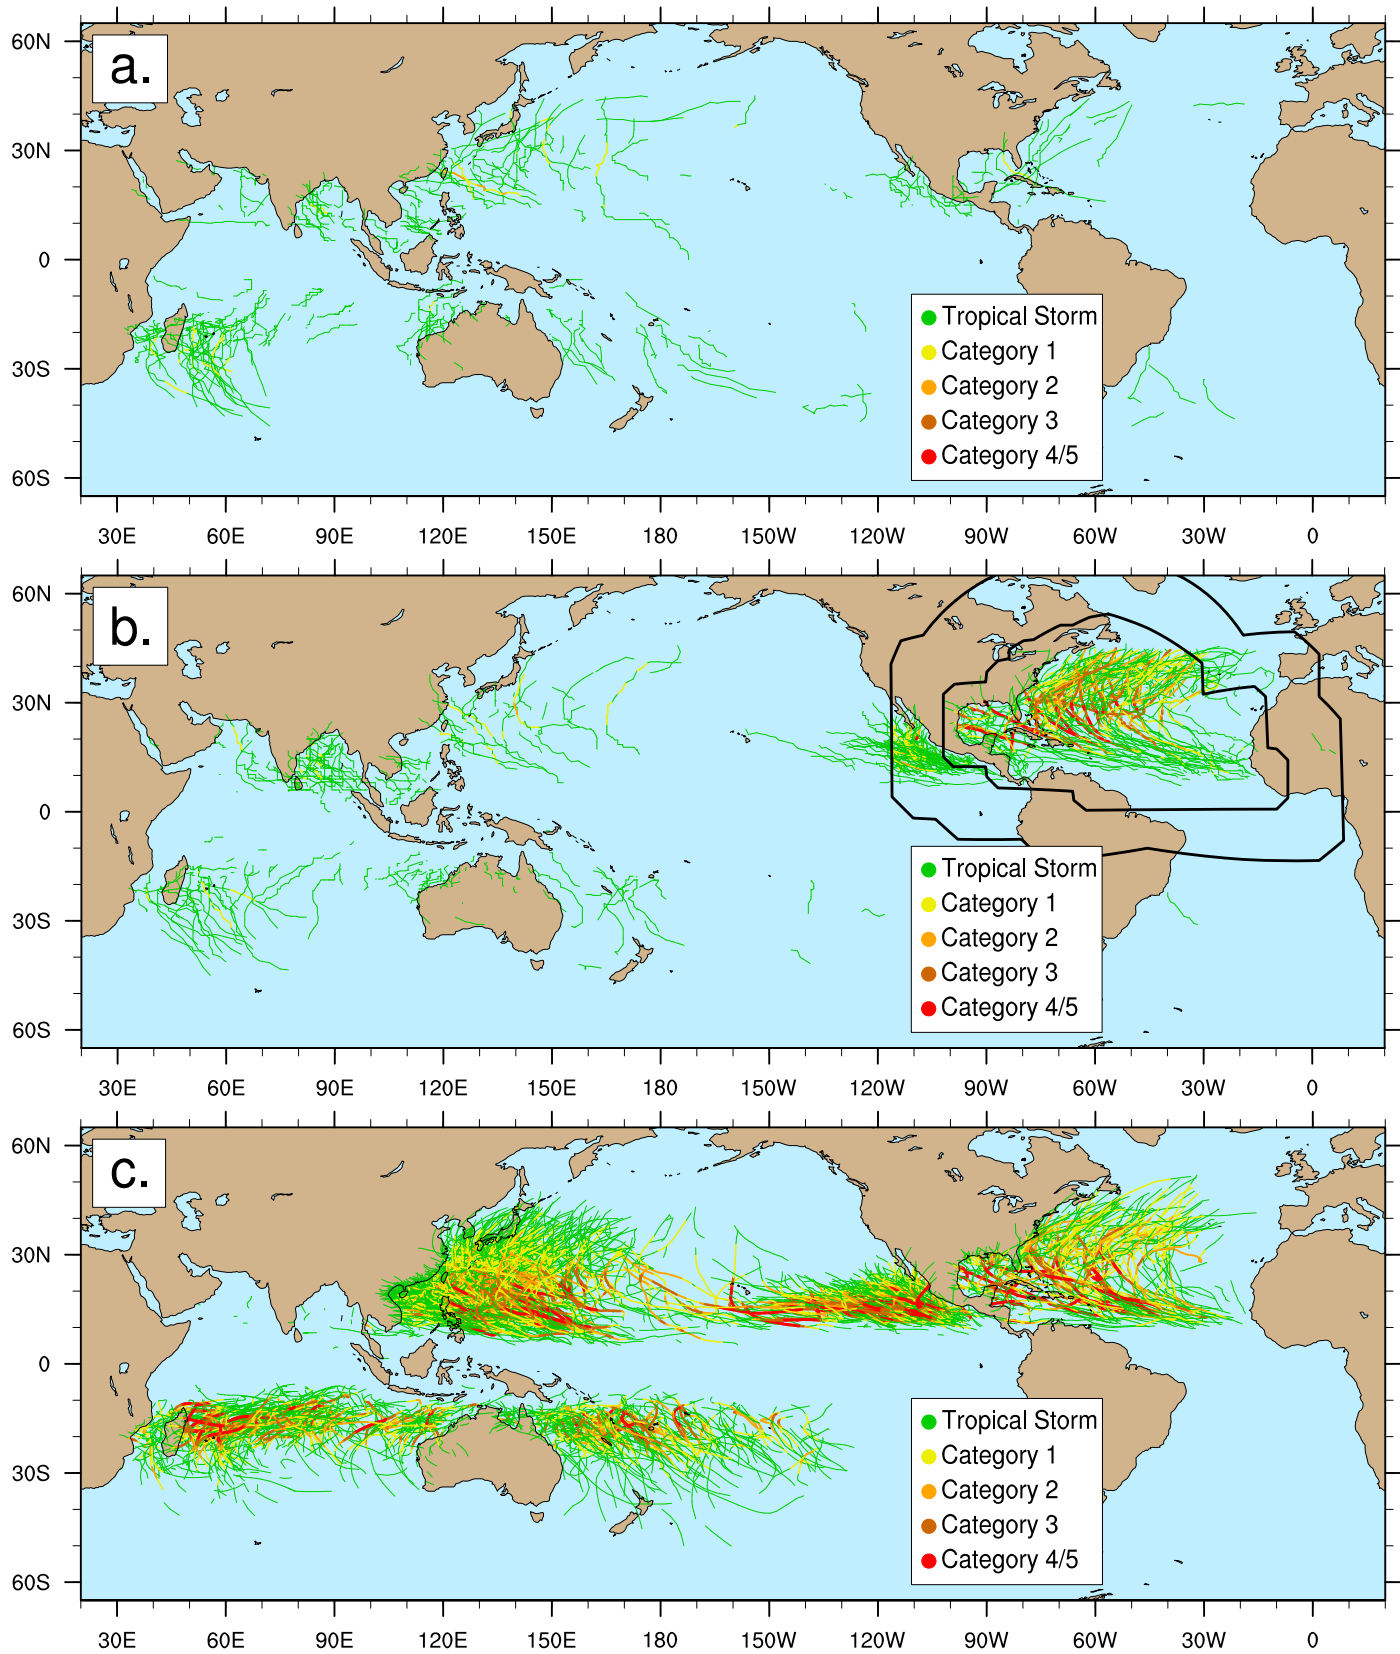 60N
a.
30N
0
30S
60S
Tropical Storm
Category 1
Category 2
Category 3
Category 4/5
30E 60E 90E 120E 150E 180 150W 120W 90W 60W 30W 0
60N
b.
30N
0
30S
60S
Tropical Storm
Category 1
Category 2
Category 3
Category 4/5
30E 60E 90E 120E 150E 180 150W 120W 90W 60W 30W 0
60N
c.
30N
0
30S
60S
Tropical Storm
Category 1
Category 2
Category 3
Category 4/5
30E 60E 90E 120E 150E 180 150W 120W 90W 60W 30W 0